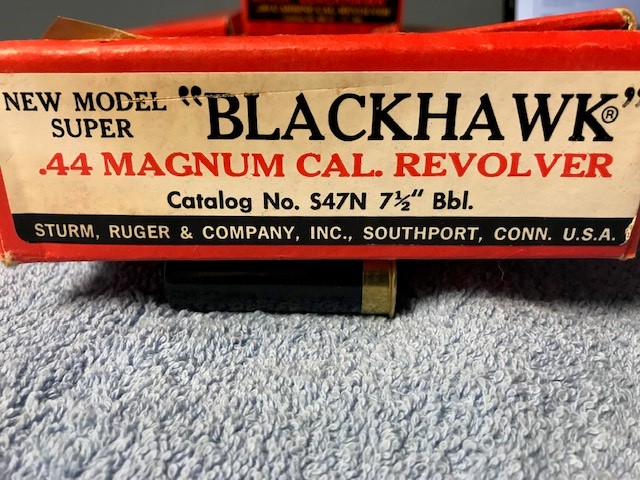 NEW MODEL SUPER "BLACKHAWK"®
.44 MAGNUM CAL. REVOLVER
Catalog No. S47N 7½" Bbl.
STURM, RUGER & COMPANY, INC., SOUTHPORT, CONN. U.S.A.